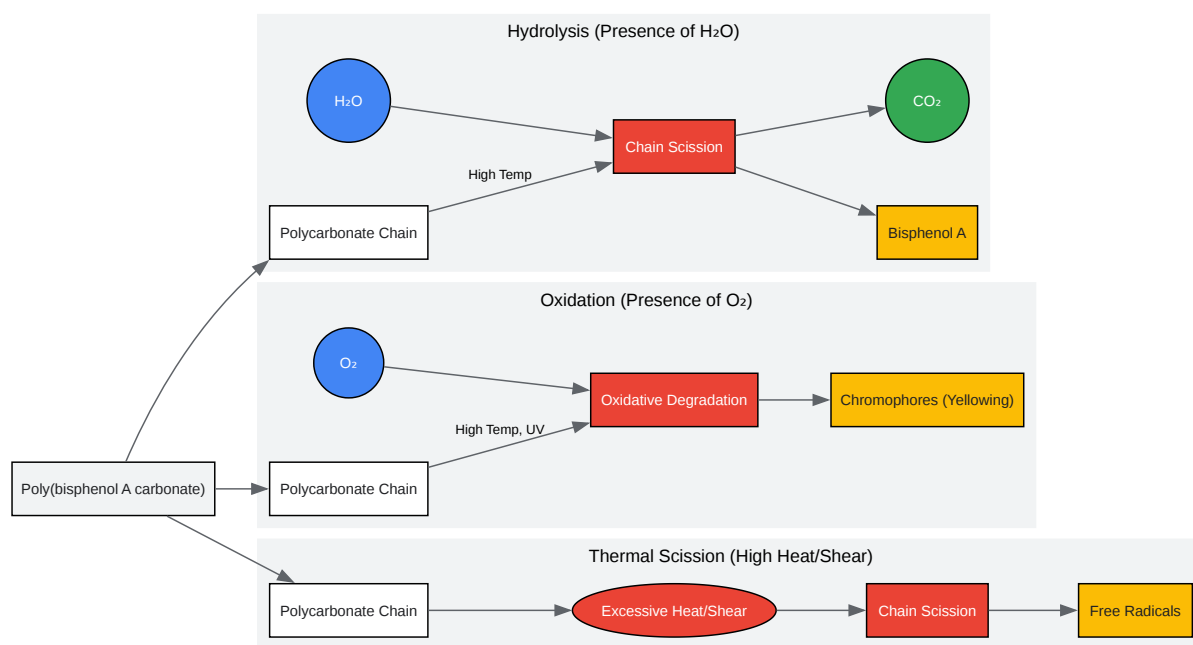 Hydrolysis (Presence of H₂O)
H₂O
CO₂
Chain Scission
High Temp
Polycarbonate Chain
Bisphenol A
Oxidation (Presence of O₂)
O₂
Oxidative Degradation
Chromophores (Yellowing)
High Temp, UV
Poly(bisphenol A carbonate)
Polycarbonate Chain
Thermal Scission (High Heat/Shear)
Polycarbonate Chain
Excessive Heat/Shear
Chain Scission
Free Radicals